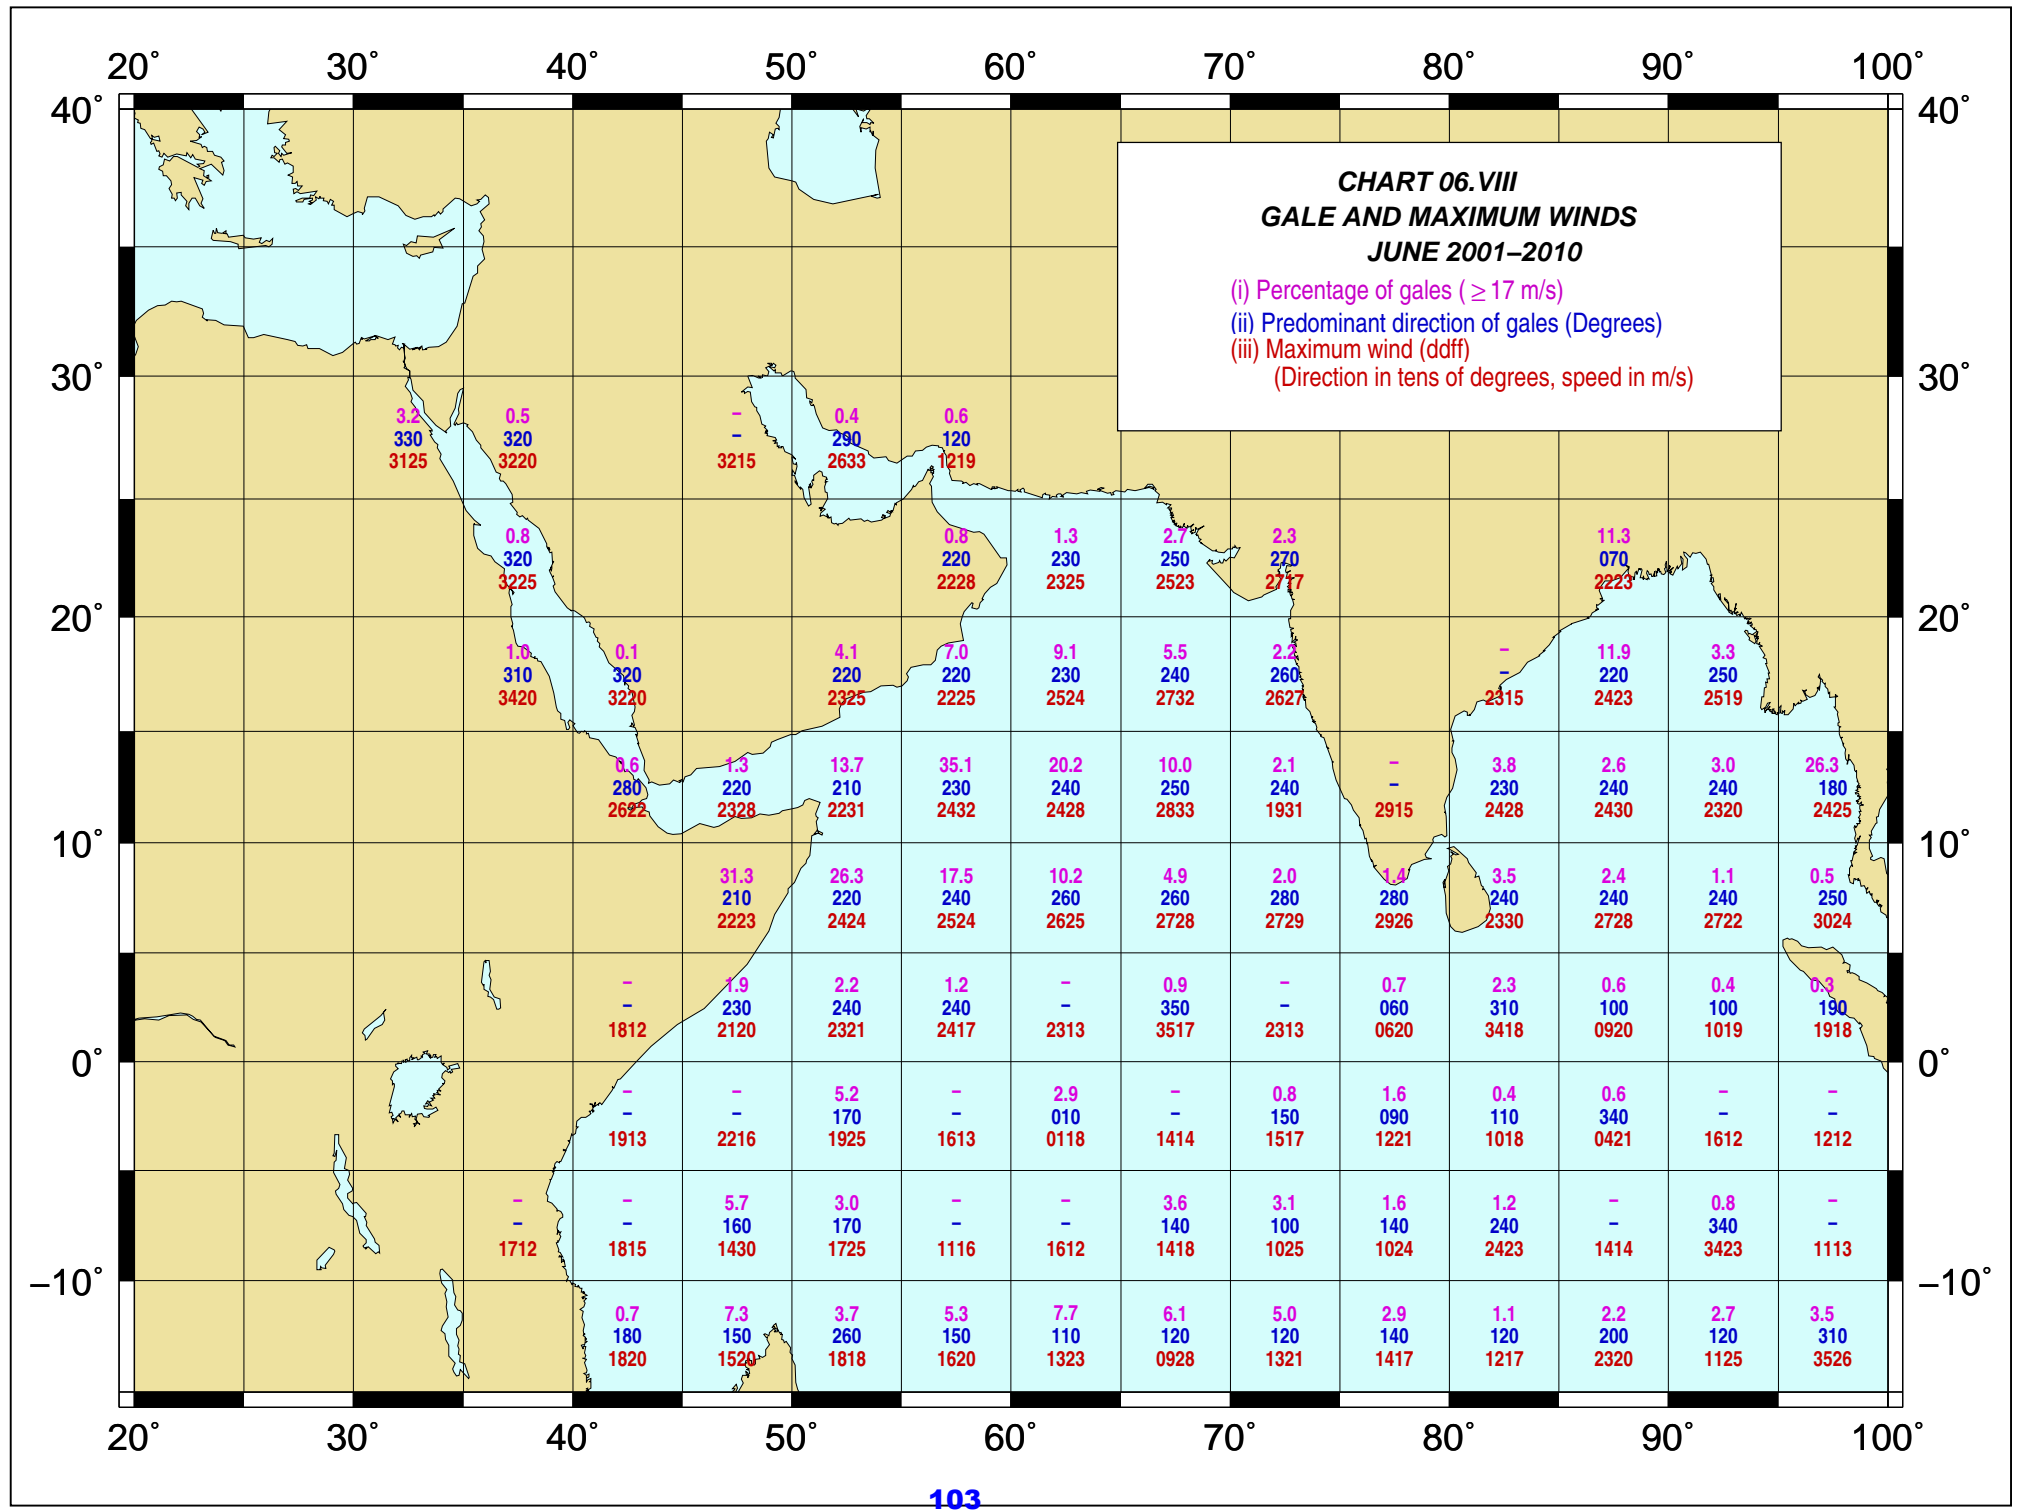 20° 30° 40° 50° 60° 70° 80° 90° 100°
40° 40°
CHART 06.VIII
GALE AND MAXIMUM WINDS
JUNE 2001–2010
(i) Percentage of gales ( ≥ 17 m/s)
(ii) Predominant direction of gales (Degrees)
(iii) Maximum wind (ddff)
(Direction in tens of degrees, speed in m/s)
30° 30°
3.2 0.5 – 0.4 0.6
330 320 – 290 120
3125 3220 3215 2633 1219
0.8 0.8 1.3 2.7 2.3 11.3
320 220 230 250 270 070
3225 2228 2325 2523 2717 2223
20° 20°
1.0 0.1 4.1 7.0 9.1 5.5 2.2 – 11.9 3.3
310 320 220 220 230 240 260 – 220 250
3420 3220 2325 2225 2524 2732 2627 2315 2423 2519
0.6 1.3 13.7 35.1 20.2 10.0 2.1 – 3.8 2.6 3.0 26.3
280 220 210 230 240 250 240 – 230 240 240 180
2622 2328 2231 2432 2428 2833 1931 2915 2428 2430 2320 2425
10° 10°
31.3 26.3 17.5 10.2 4.9 2.0 1.4 3.5 2.4 1.1 0.5
210 220 240 260 260 280 280 240 240 240 250
2223 2424 2524 2625 2728 2729 2926 2330 2728 2722 3024
– 1.9 2.2 1.2 – 0.9 – 0.7 2.3 0.6 0.4 0.3
– 230 240 240 – 350 – 060 310 100 100 190
1812 2120 2321 2417 2313 3517 2313 0620 3418 0920 1019 1918
0° 0°
– – 5.2 – 2.9 – 0.8 1.6 0.4 0.6 – –
– – 170 – 010 – 150 090 110 340 – –
1913 2216 1925 1613 0118 1414 1517 1221 1018 0421 1612 1212
– – 5.7 3.0 – – 3.6 3.1 1.6 1.2 – 0.8 –
– – 160 170 – – 140 100 140 240 – 340 –
1712 1815 1430 1725 1116 1612 1418 1025 1024 2423 1414 3423 1113
–10° –10°
0.7 7.3 3.7 5.3 7.7 6.1 5.0 2.9 1.1 2.2 2.7 3.5
180 150 260 150 110 120 120 140 120 200 120 310
1820 1520 1818 1620 1323 0928 1321 1417 1217 2320 1125 3526
20° 30° 40° 50° 60° 70° 80° 90° 100°
103